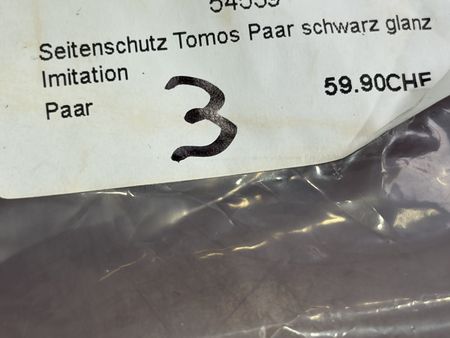 Seitenschutz Tomos Paar schwarz glanz
Imitation
Paar
59.90CHF
3